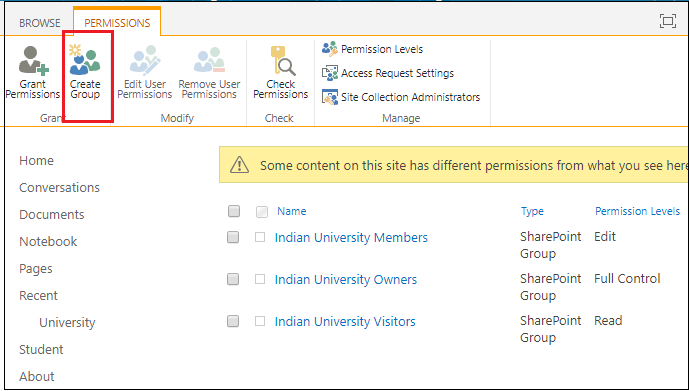 BROWSE PERMISSIONS
Grant Permissions
Create Group
Edit User Permissions
Remove User Permissions
Check Permissions
Permission Levels
Access Request Settings
Site Collection Administrators
Grant Modify Check Manage
Home
Conversations
Documents
Notebook
Pages
Recent
University
Student
About
Some content on this site has different permissions from what you see here
Name Type Permission Levels
Indian University Members SharePoint Group Edit
Indian University Owners SharePoint Group Full Control
Indian University Visitors SharePoint Group Read